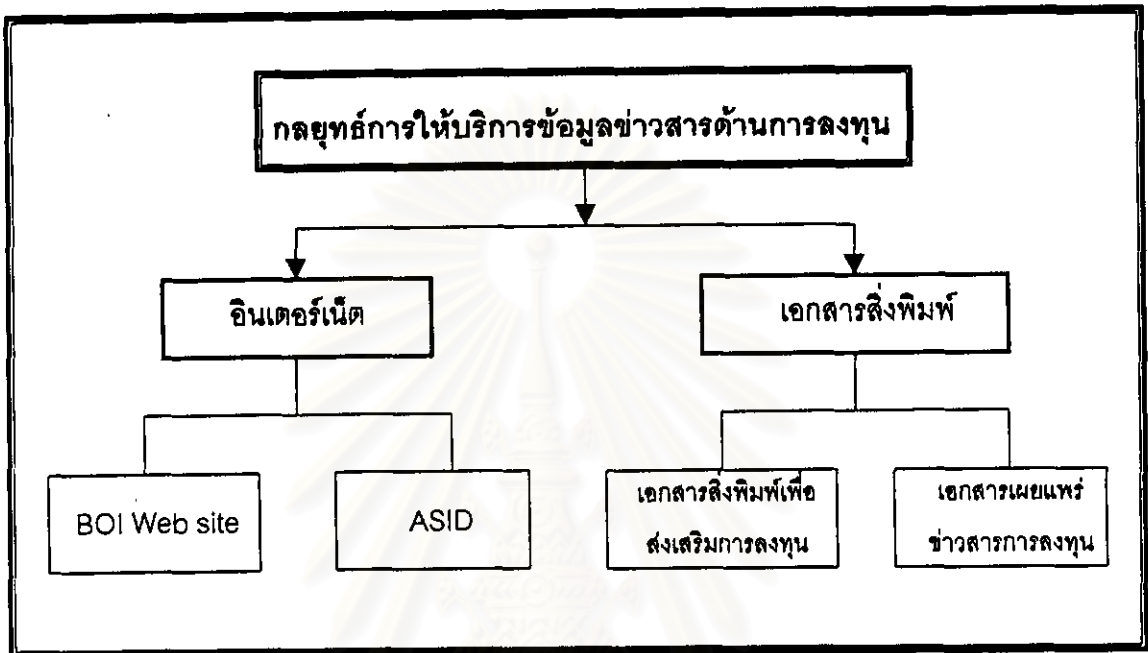 กลยุทธ์การให้บริการข้อมูลข่าวสารด้านการลงทุน
อินเตอร์เน็ต
เอกสารสิ่งพิมพ์
BOI Web site
ASID
เอกสารสิ่งพิมพ์เพื่อ
ส่งเสริมการลงทุน
เอกสารเผยแพร่
ข่าวสารการลงทุน